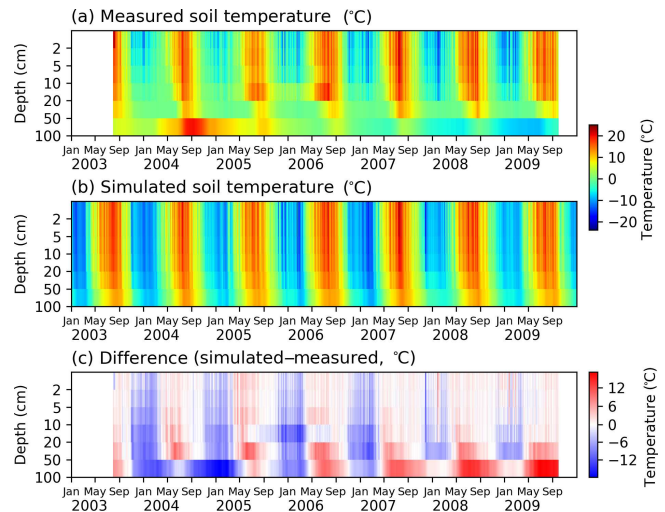 (a) Measured soil temperature (°C)
Depth (cm)
2
5
10
20
50
100
Jan May Sep Jan May Sep Jan May Sep Jan May Sep Jan May Sep Jan May Sep Jan May Sep
2003 2004 2005 2006 2007 2008 2009
20
10
0
−10
−20
Temperature (°C)
(b) Simulated soil temperature (°C)
Depth (cm)
2
5
10
20
50
100
Jan May Sep Jan May Sep Jan May Sep Jan May Sep Jan May Sep Jan May Sep Jan May Sep
2003 2004 2005 2006 2007 2008 2009
(c) Difference (simulated−measured, °C)
Depth (cm)
2
5
10
20
50
100
Jan May Sep Jan May Sep Jan May Sep Jan May Sep Jan May Sep Jan May Sep Jan May Sep
2003 2004 2005 2006 2007 2008 2009
12
6
0
−6
−12
Temperature (°C)